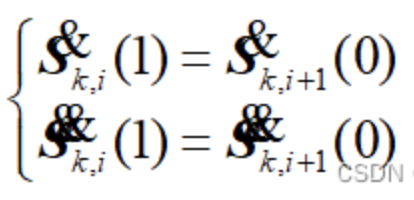 S&k,i(1) = S&k,i+1(0)
S&&k,i(1) = S&&k,i+1(0)
CSDN